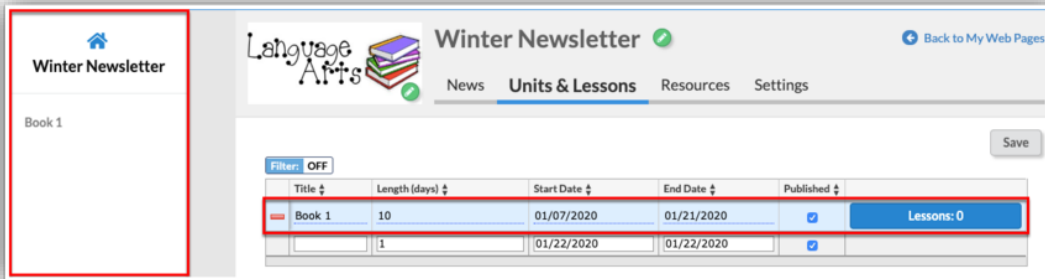 Winter Newsletter
Book 1
Language
Arts
Winter Newsletter
Back to My Web Pages
News Units & Lessons Resources Settings
Save
Filter: OFF
Title Length (days) Start Date End Date Published
Book 1 10 01/07/2020 01/21/2020 Lessons: 0
1 01/22/2020 01/22/2020